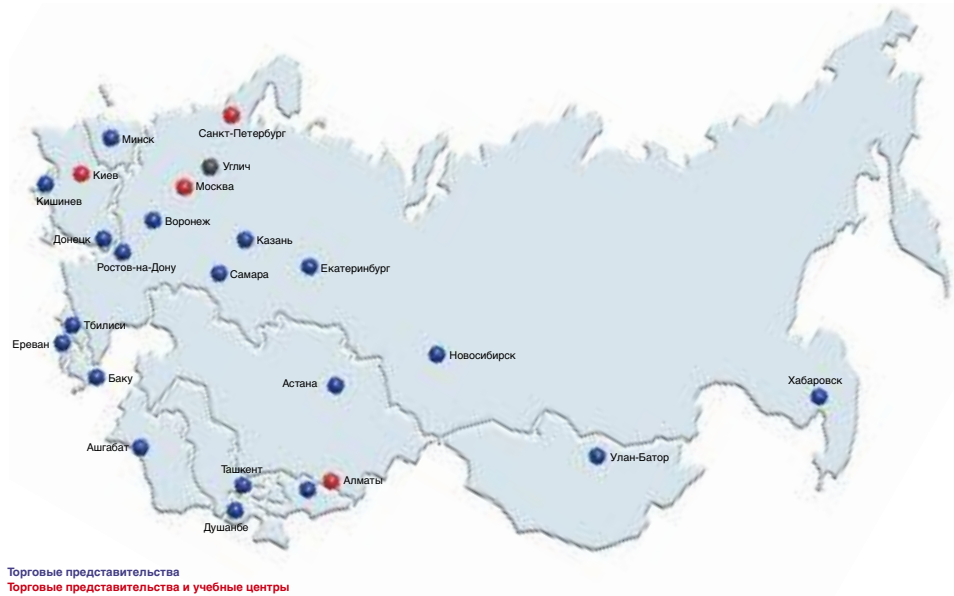 Санкт-Петербург
Минск
Углич
Киев
Москва
Кишинев
Воронеж
Донецк
Казань
Ростов-на-Дону
Самара
Екатеринбург
Тбилиси
Ереван
Новосибирск
Баку
Астана
Хабаровск
Ашгабат
Улан-Батор
Ташкент
Алматы
Душанбе
Торговые представительства
Торговые представительства и учебные центры